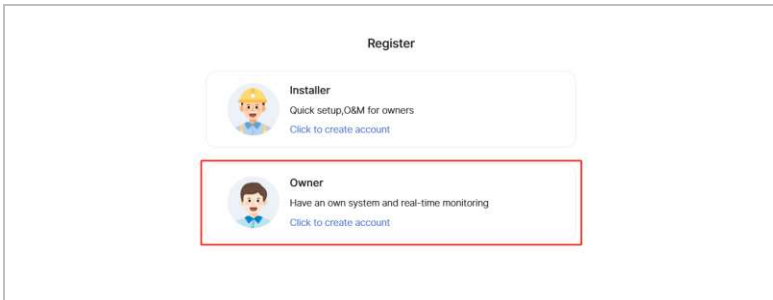 Register
Installer
Quick setup,O&M for owners
Click to create account
Owner
Have an own system and real-time monitoring
Click to create account